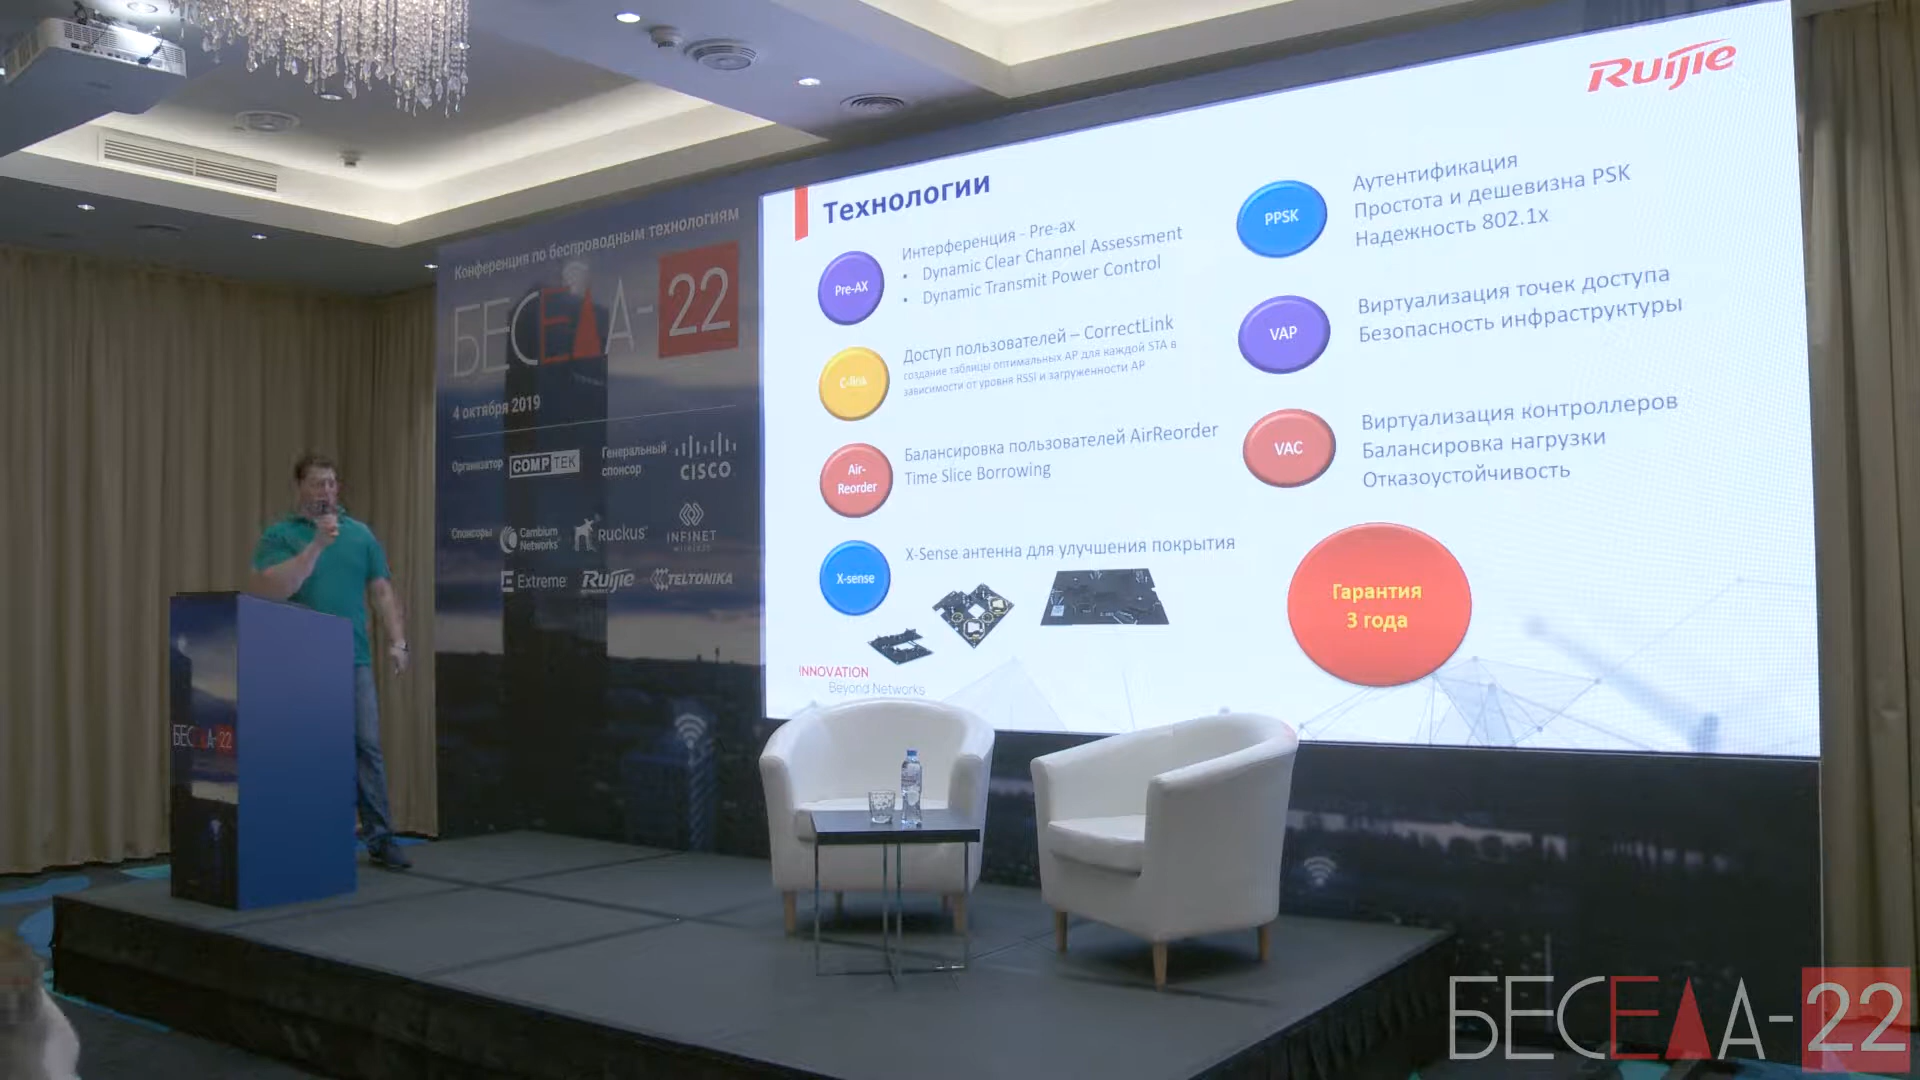 Конференция по беспроводным технологиям
БЕСЕДА-22
4 октября 2019
Организатор
COMPTEK
Генеральный
спонсор
CISCO
Спонсоры
Cambium
Networks
RUCKUS
INFINET
wireless
Extreme
Ruijie
TELTONIKA
БЕСЕДА-22
Ruijie
Технологии
Pre-AX
Интерференция - Pre-ax
• Dynamic Clear Channel Assessment
• Dynamic Transmit Power Control
C-link
Доступ пользователей – CorrectLink
создание таблицы оптимальных AP для каждой STA в
зависимости от уровня RSSI и загруженности AP
Air-
Reorder
Балансировка пользователей AirReorder
Time Slice Borrowing
X-sense
X-Sense антенна для улучшения покрытия
INNOVATION
Beyond Networks
PPSK
Аутентификация
Простота и дешевизна PSK
Надежность 802.1x
VAP
Виртуализация точек доступа
Безопасность инфраструктуры
VAC
Виртуализация контроллеров
Балансировка нагрузки
Отказоустойчивость
Гарантия
3 года
БЕСЕДА-22